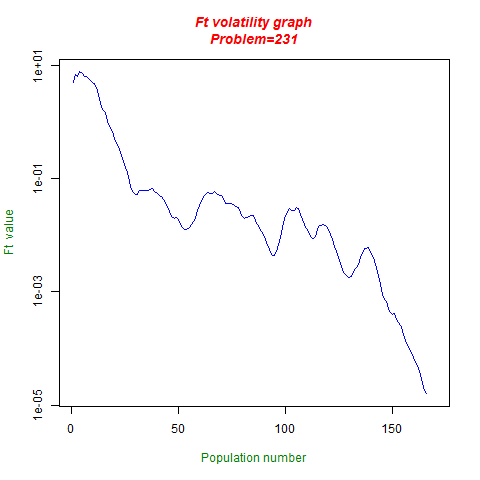 Ft volatility graph
Problem=231
1e+01
1e-01
1e-03
1e-05
Ft value
0 50 100 150
Population number